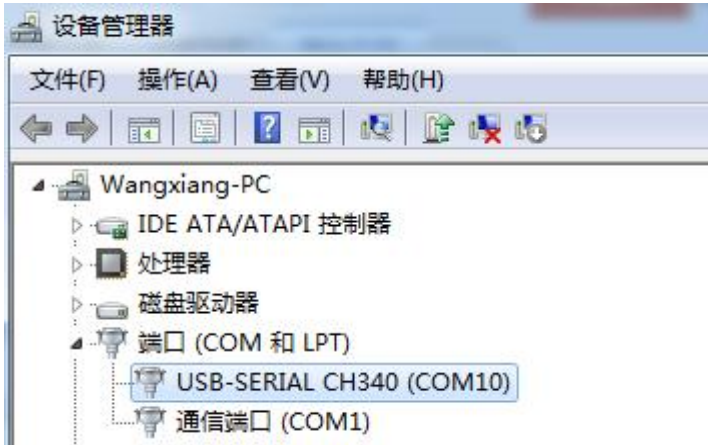 设备管理器
文件(F) 操作(A) 查看(V) 帮助(H)
Wangxiang-PC
IDE ATA/ATAPI 控制器
处理器
磁盘驱动器
端口 (COM 和 LPT)
USB-SERIAL CH340 (COM10)
通信端口 (COM1)